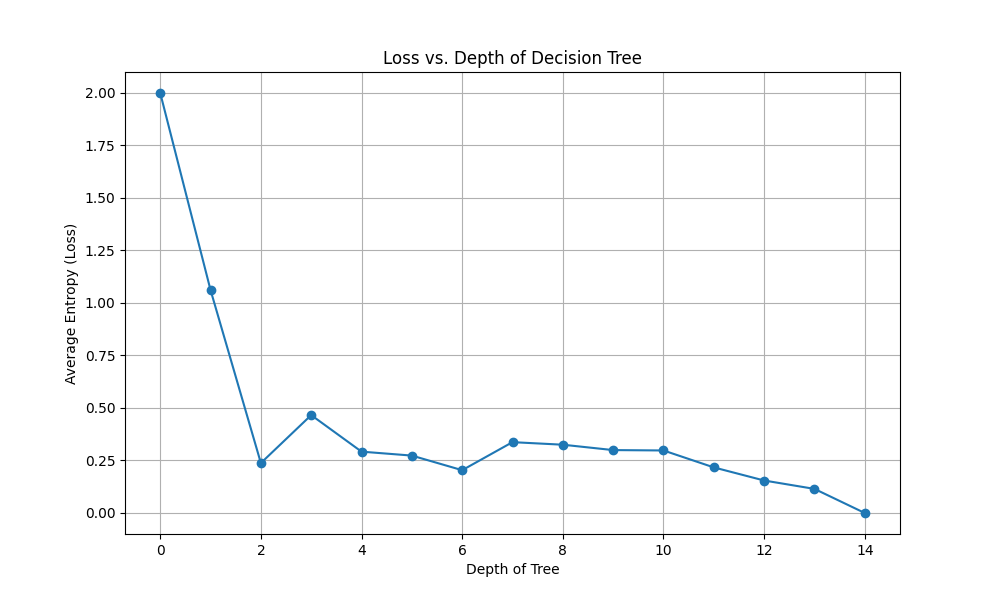 Loss vs. Depth of Decision Tree
Average Entropy (Loss)
2.00
1.75
1.50
1.25
1.00
0.75
0.50
0.25
0.00
0 2 4 6 8 10 12 14
Depth of Tree